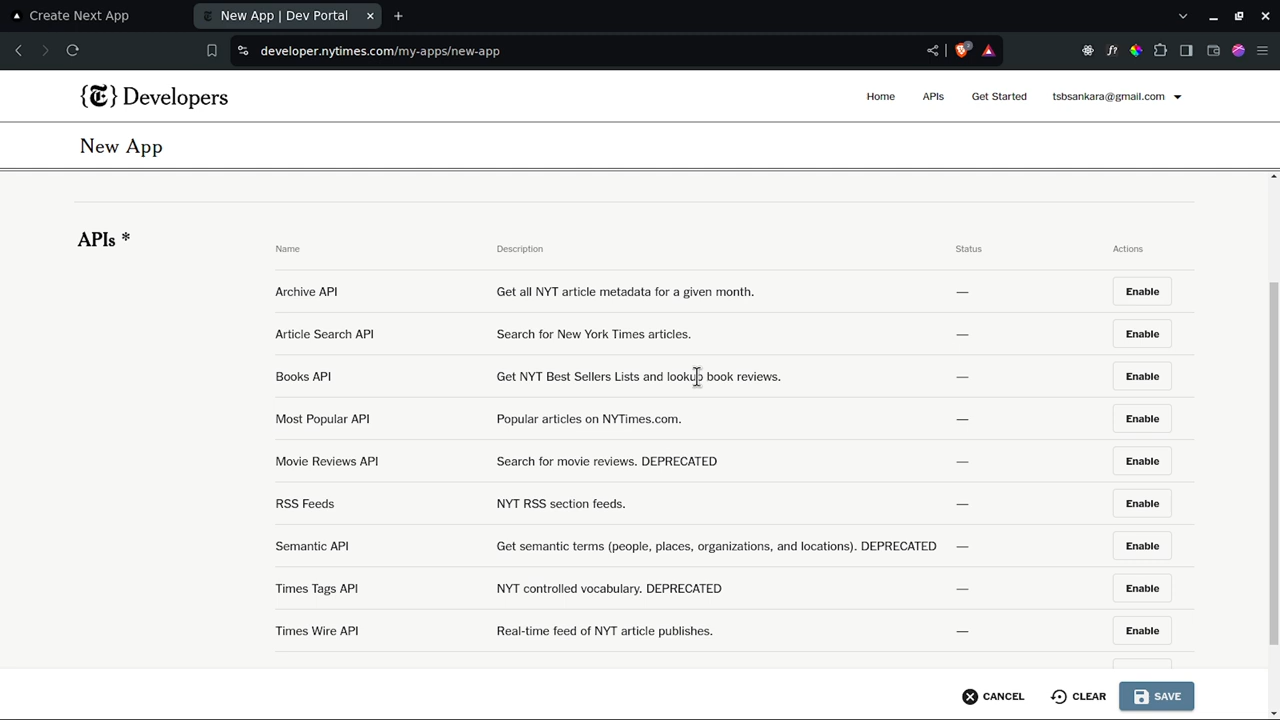 Create Next App
New App | Dev Portal
developer.nytimes.com/my-apps/new-app
{T} Developers
Home APIs Get Started tsbsankara@gmail.com
New App
APIs *
Name Description Status Actions
Archive API Get all NYT article metadata for a given month. — Enable
Article Search API Search for New York Times articles. — Enable
Books API Get NYT Best Sellers Lists and lookup book reviews. — Enable
Most Popular API Popular articles on NYTimes.com. — Enable
Movie Reviews API Search for movie reviews. DEPRECATED — Enable
RSS Feeds NYT RSS section feeds. — Enable
Semantic API Get semantic terms (people, places, organizations, and locations). DEPRECATED — Enable
Times Tags API NYT controlled vocabulary. DEPRECATED — Enable
Times Wire API Real-time feed of NYT article publishes. — Enable
CANCEL CLEAR SAVE